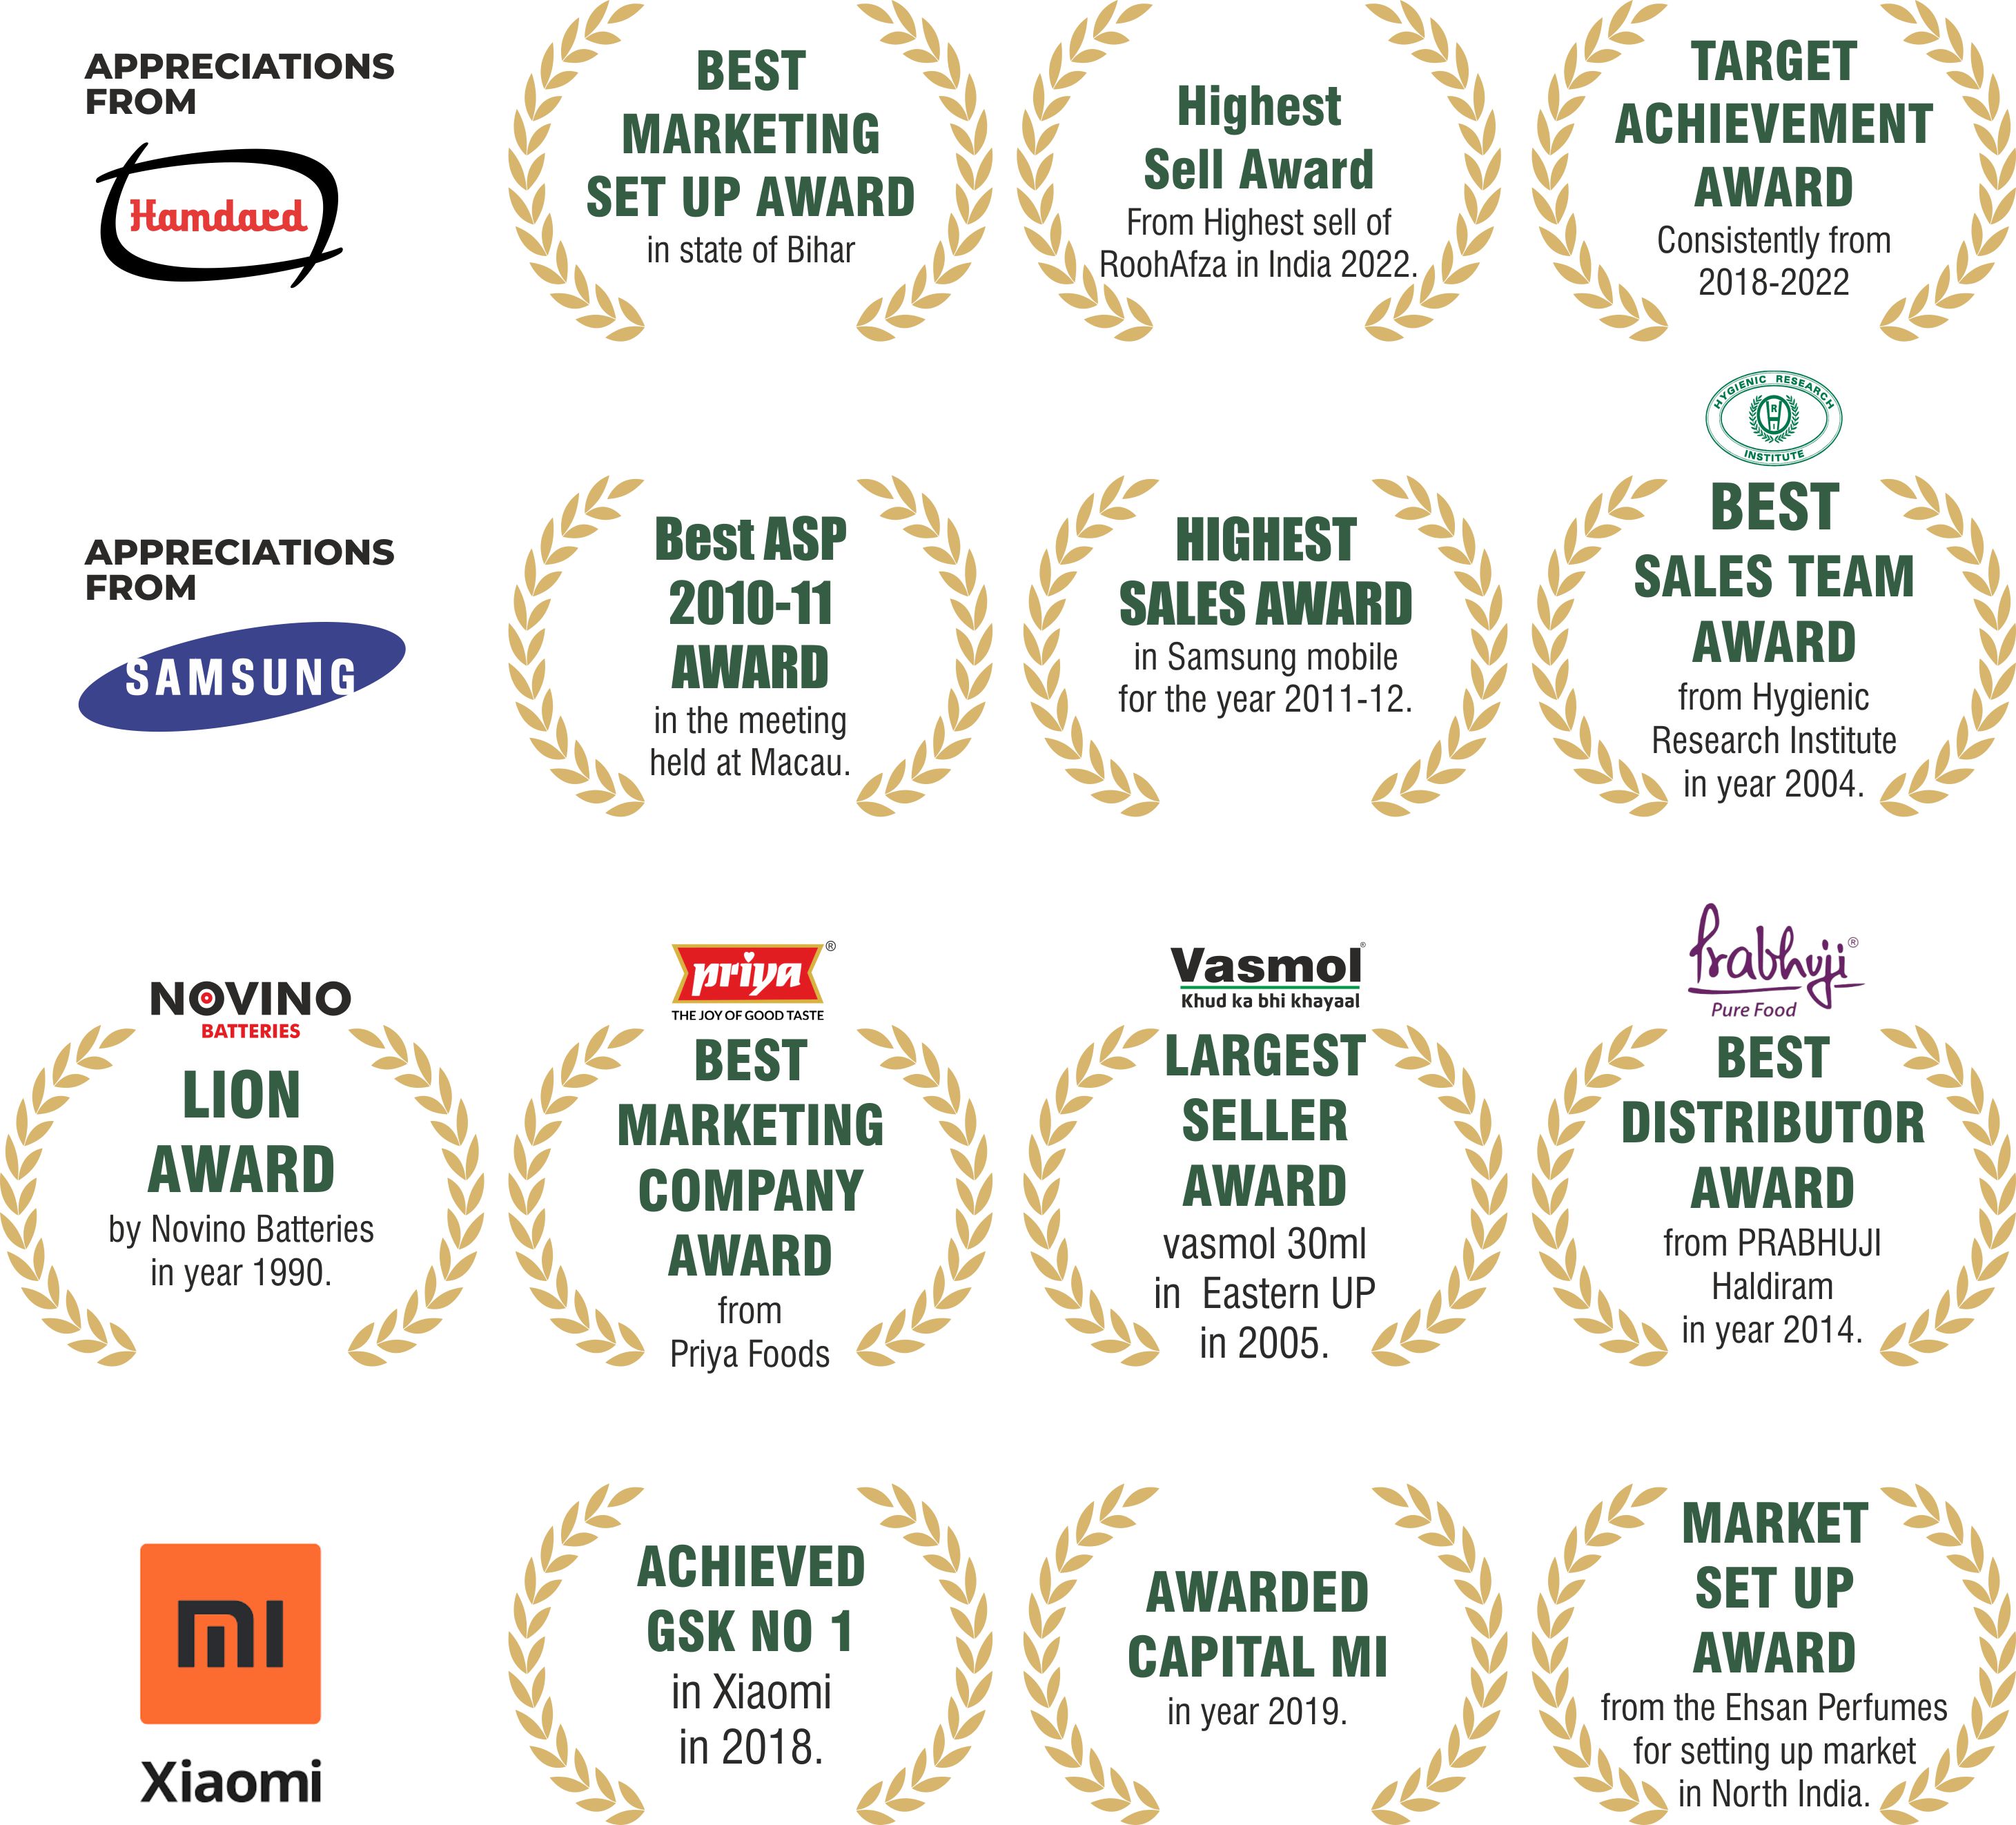 APPRECIATIONS
FROM
Hamdard
BEST
MARKETING
SET UP AWARD
in state of Bihar
Highest
Sell Award
From Highest sell of
RoohAfza in India 2022.
TARGET
ACHIEVEMENT
AWARD
Consistently from
2018-2022
APPRECIATIONS
FROM
SAMSUNG
Best ASP
2010-11
AWARD
in the meeting
held at Macau.
HIGHEST
SALES AWARD
in Samsung mobile
for the year 2011-12.
HYGIENIC RESEARCH
HRI
INSTITUTE
BEST
SALES TEAM
AWARD
from Hygienic
Research Institute
in year 2004.
NOVINO
BATTERIES
LION
AWARD
by Novino Batteries
in year 1990.
priya®
THE JOY OF GOOD TASTE
BEST
MARKETING
COMPANY
AWARD
from
Priya Foods
Vasmol®
Khud ka bhi khayaal
LARGEST
SELLER
AWARD
vasmol 30ml
in Eastern UP
in 2005.
Prabhuji®
Pure Food
BEST
DISTRIBUTOR
AWARD
from PRABHUJI
Haldiram
in year 2014.
mi
Xiaomi
ACHIEVED
GSK NO 1
in Xiaomi
in 2018.
AWARDED
CAPITAL MI
in year 2019.
MARKET
SET UP
AWARD
from the Ehsan Perfumes
for setting up market
in North India.